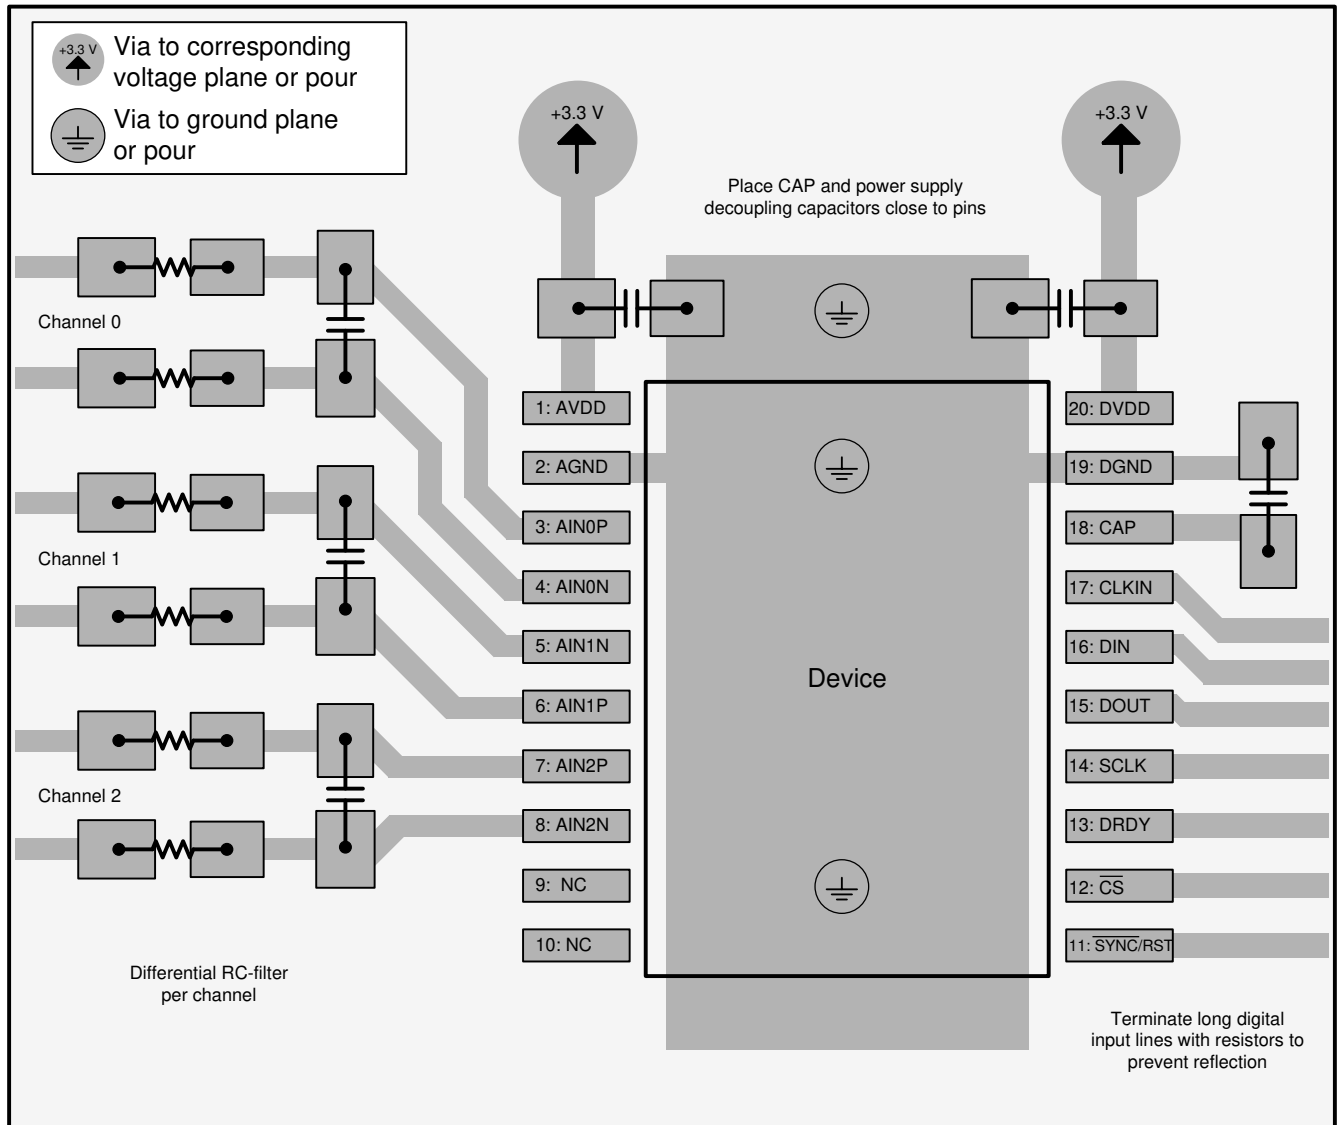 +3.3 V
Via to corresponding
voltage plane or pour
Via to ground plane
or pour
+3.3 V
+3.3 V
Place CAP and power supply
decoupling capacitors close to pins
Channel 0
Channel 1
Channel 2
1: AVDD
2: AGND
3: AIN0P
4: AIN0N
5: AIN1N
6: AIN1P
7: AIN2P
8: AIN2N
9: NC
10: NC
Device
20: DVDD
19: DGND
18: CAP
17: CLKIN
16: DIN
15: DOUT
14: SCLK
13: DRDY
12: C̅S̅
11: S̅Y̅N̅C̅/RST
Differential RC-filter
per channel
Terminate long digital
input lines with resistors to
prevent reflection